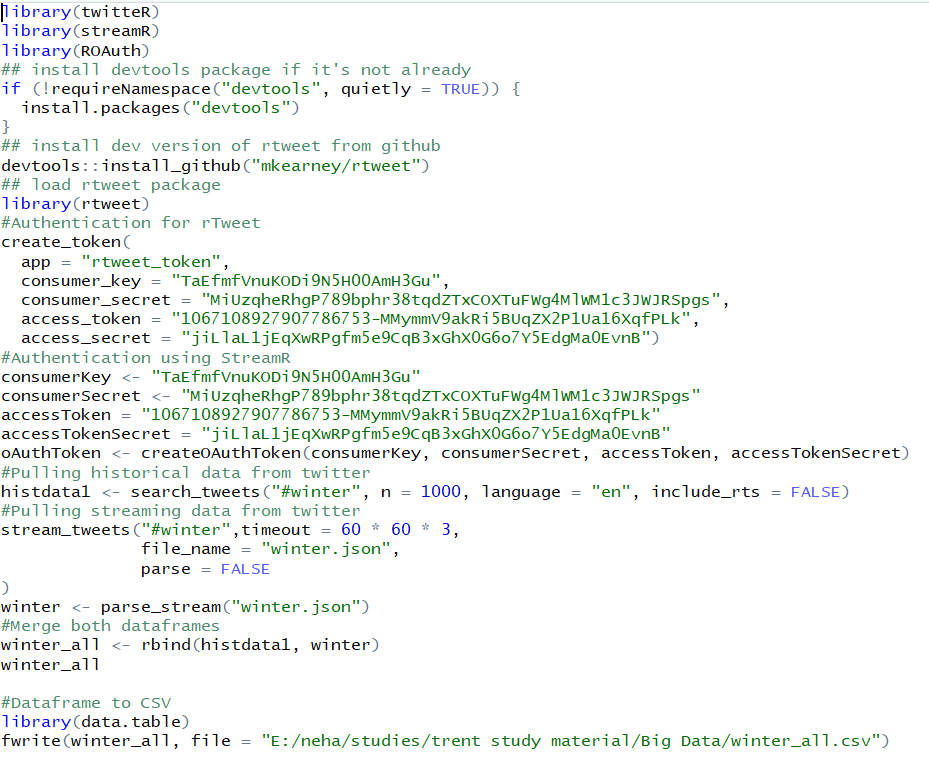 library(twitteR)
library(streamR)
library(ROAuth)
## install devtools package if it's not already
if (!requireNamespace("devtools", quietly = TRUE)) {
  install.packages("devtools")
}
## install dev version of rtweet from github
devtools::install_github("mkearney/rtweet")
## load rtweet package
library(rtweet)
#Authentication for rTweet
create_token(
  app = "rtweet_token",
  consumer_key = "TaEfmfVnuKODi9N5H00AmH3Gu",
  consumer_secret = "MiUzqheRhgP789bphr38tqdZTxCOXTuFWg4MlWM1c3JWJRSpgs",
  access_token = "1067108927907786753-MMymmV9akRi5BUqZX2P1Ua16XqfPLk",
  access_secret = "jiLlaL1jEqXwRPgfm5e9CqB3xGhX0G6o7Y5EdgMa0EvnB")
#Authentication using StreamR
consumerKey <- "TaEfmfVnuKODi9N5H00AmH3Gu"
consumerSecret <- "MiUzqheRhgP789bphr38tqdZTxCOXTuFWg4MlWM1c3JWJRSpgs"
accessToken = "1067108927907786753-MMymmV9akRi5BUqZX2P1Ua16XqfPLk"
accessTokenSecret = "jiLlaL1jEqXwRPgfm5e9CqB3xGhX0G6o7Y5EdgMa0EvnB"
oAuthToken <- createOAuthToken(consumerKey, consumerSecret, accessToken, accessTokenSecret)
#Pulling historical data from twitter
histdata1 <- search_tweets("#winter", n = 1000, language = "en", include_rts = FALSE)
#Pulling streaming data from twitter
stream_tweets("#winter",timeout = 60 * 60 * 3,
              file_name = "winter.json",
              parse = FALSE
)
winter <- parse_stream("winter.json")
#Merge both dataframes
winter_all <- rbind(histdata1, winter)
winter_all

#Dataframe to CSV
library(data.table)
fwrite(winter_all, file = "E:/neha/studies/trent study material/Big Data/winter_all.csv")